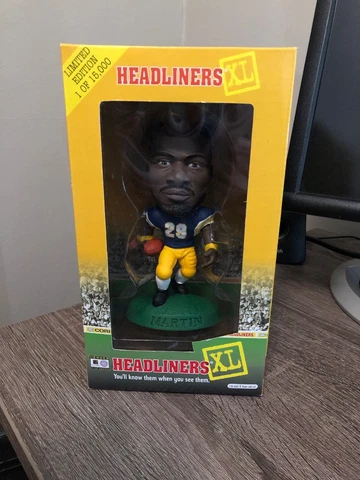 LIMITED
EDITION
1 OF 15,000
HEADLINERS XL
28
MARTIN
HEADLINERS XL
You'll know them when you see them.